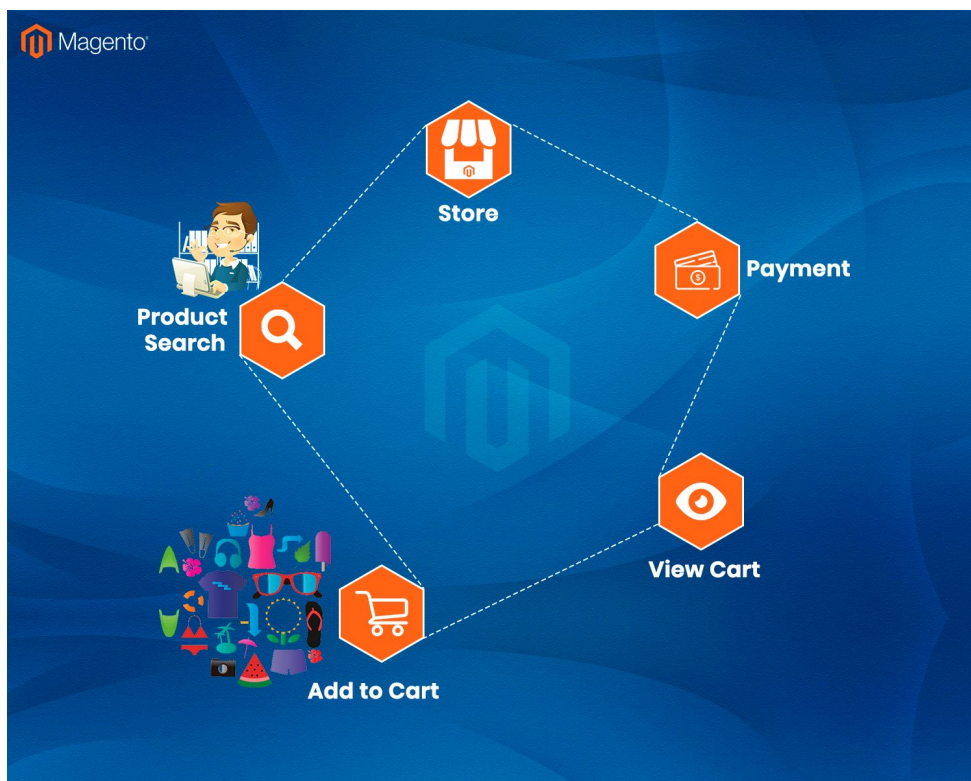 Magento
Store
Payment
Product
Search
View Cart
Add to Cart